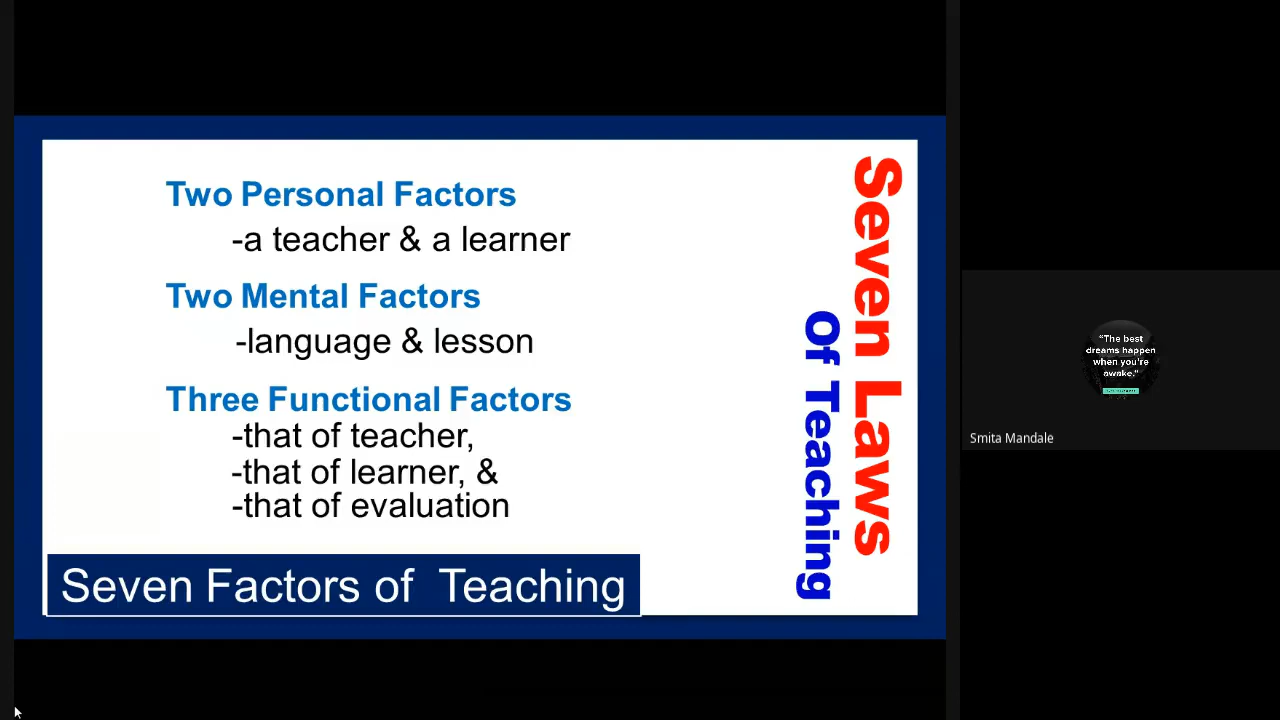 Two Personal Factors
-a teacher & a learner
Two Mental Factors
-language & lesson
Three Functional Factors
-that of teacher,
-that of learner, &
-that of evaluation
Seven Factors of Teaching
Seven Laws
Of Teaching
“The best
dreams happen
when you’re
awake.”
Smita Mandale